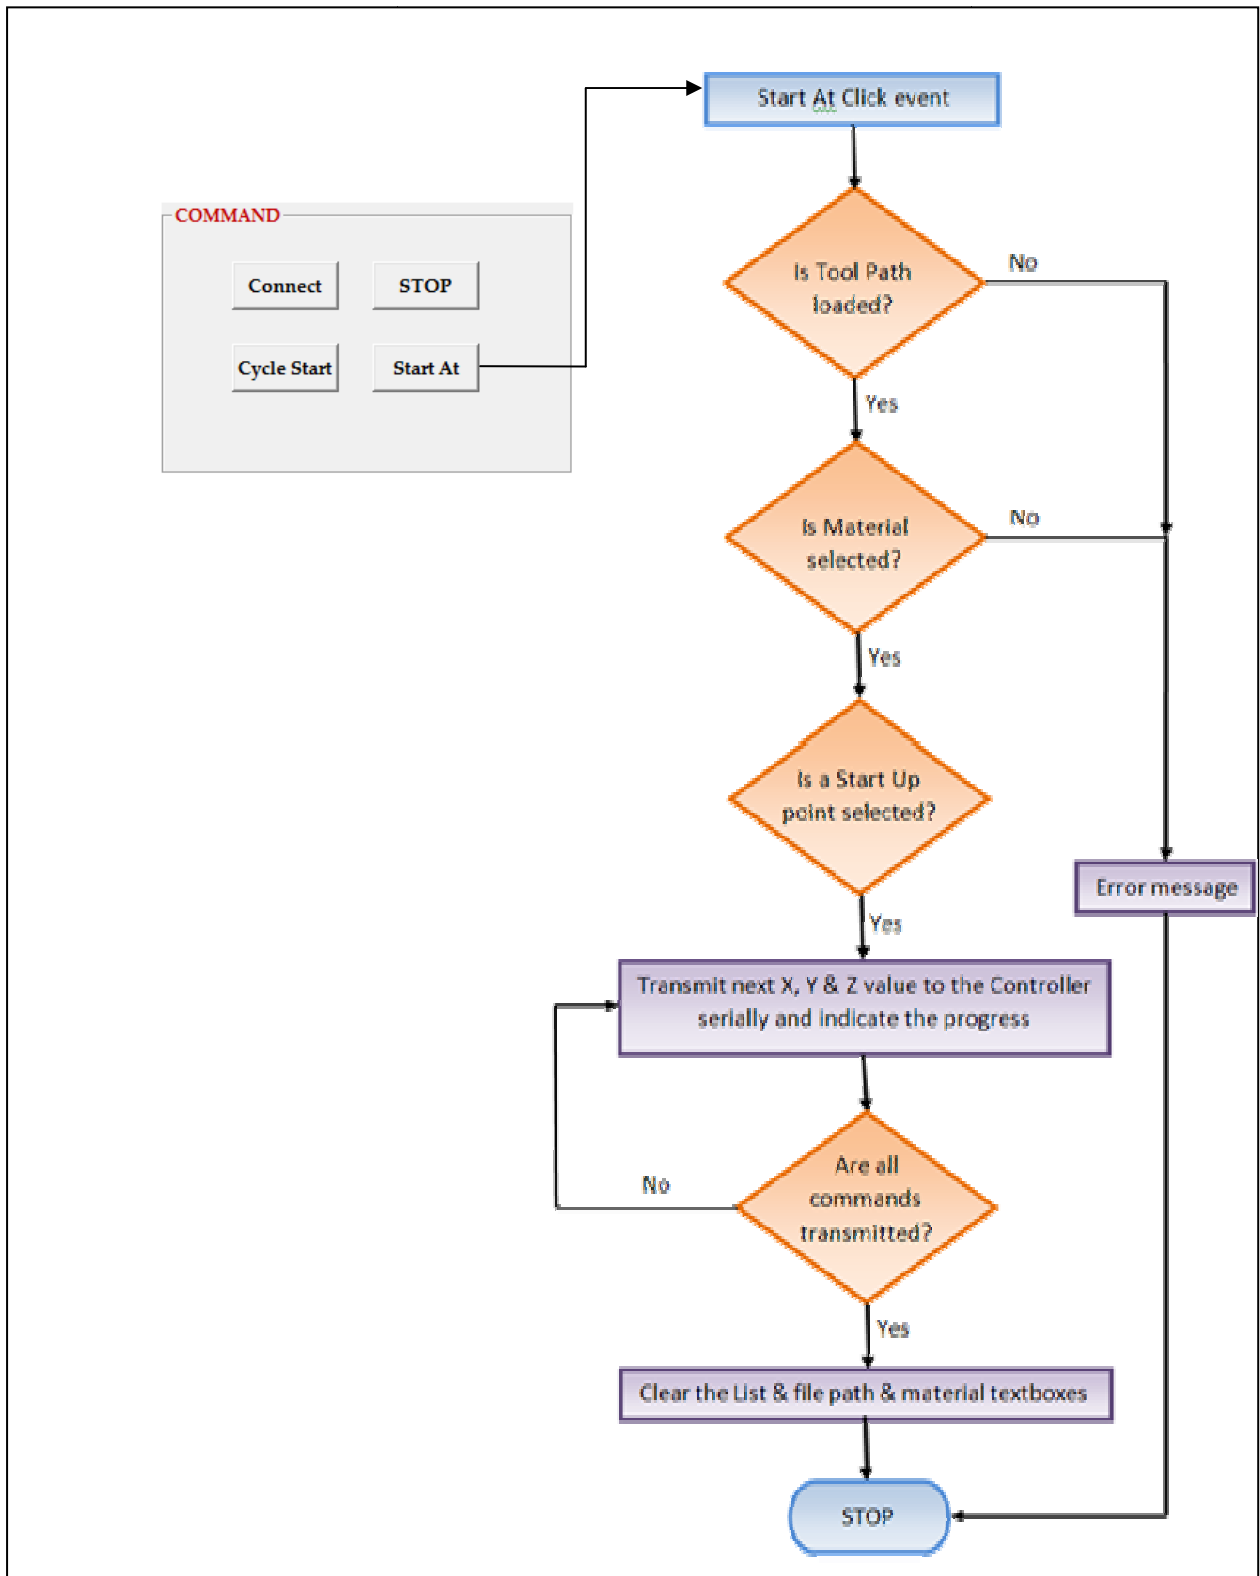 Start At Click event
COMMAND
Connect
STOP
Cycle Start
Start At
Is Tool Path
loaded?
No
Yes
Is Material
selected?
No
Yes
Is a Start Up
point selected?
Error message
Yes
Transmit next X, Y & Z value to the Controller
serially and indicate the progress
Are all
commands
transmitted?
No
Yes
Clear the List & file path & material textboxes
STOP